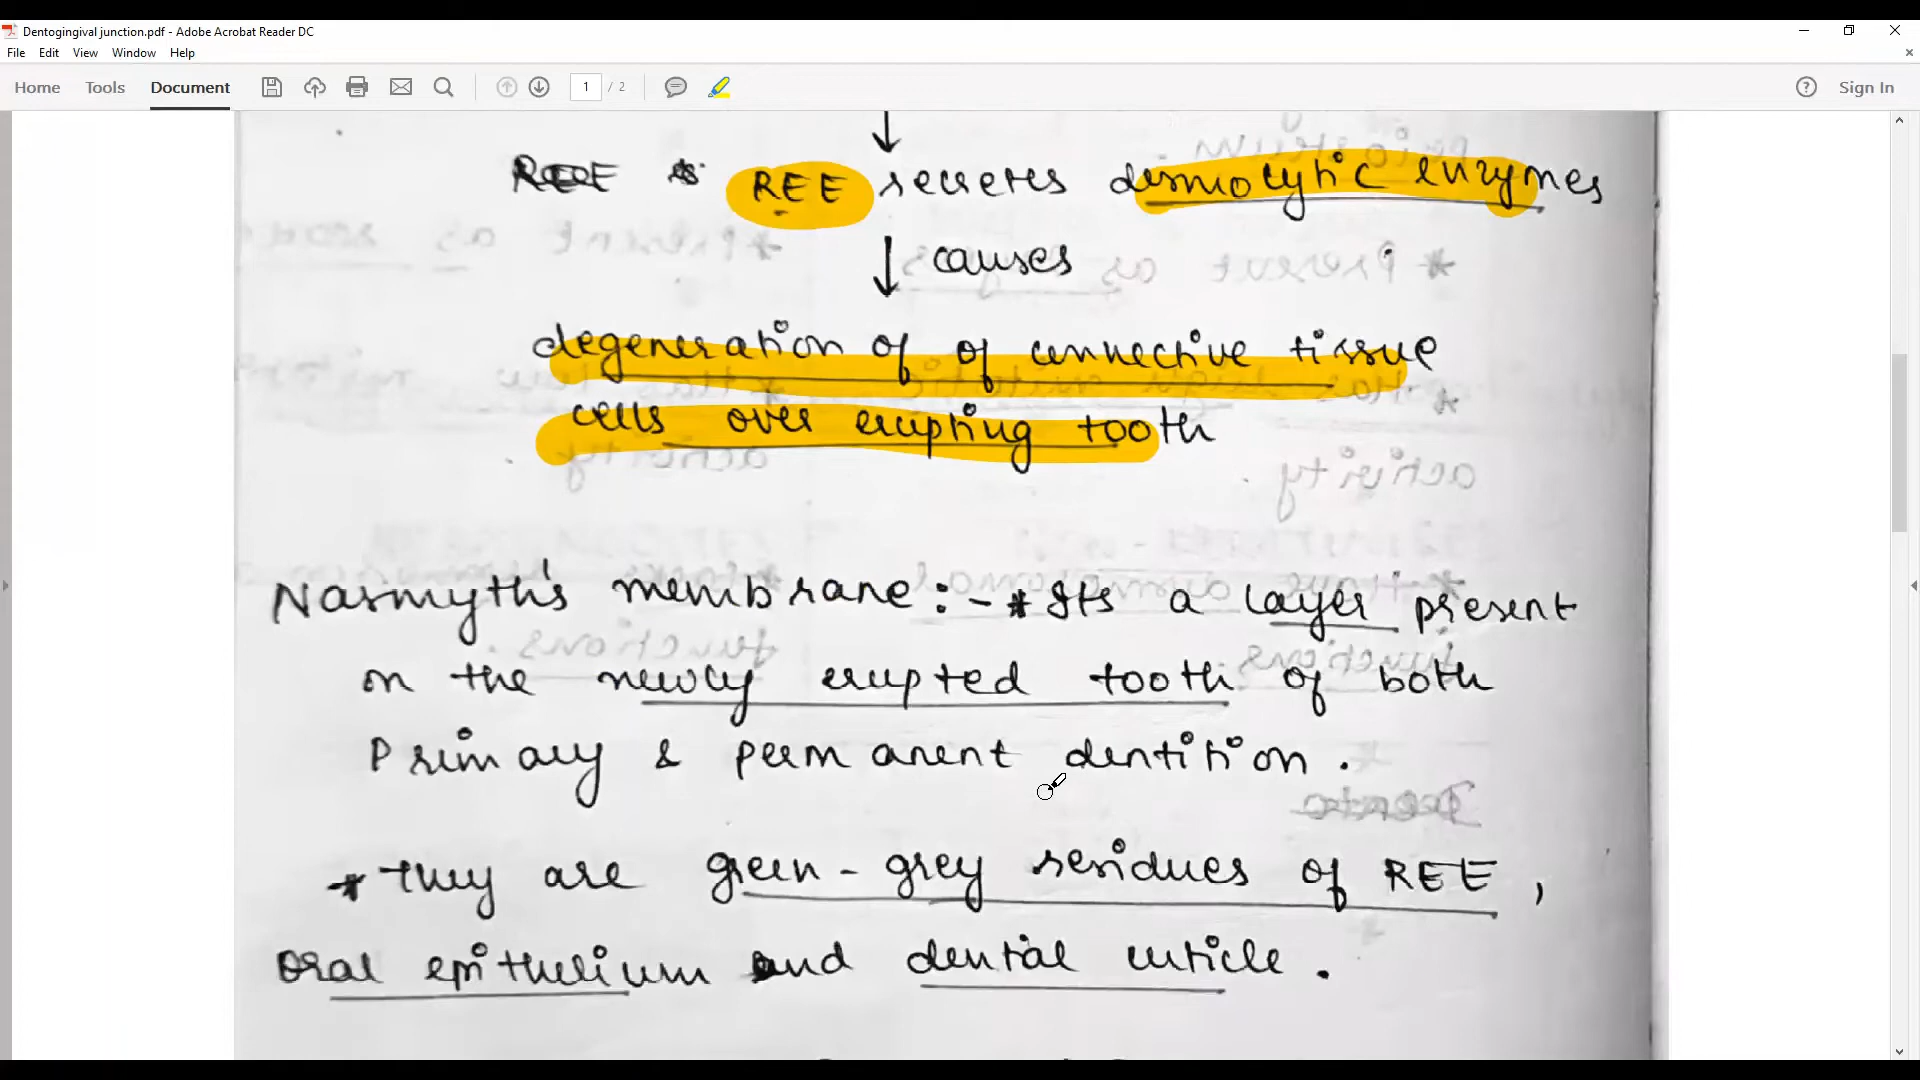 Dentogingival junction.pdf - Adobe Acrobat Reader DC
File Edit View Window Help
Home Tools Document 1 / 2 Sign In
REE secretes desmolytic enzymes
causes
degeneration of of connective tissue
cells over erupting tooth
Nasmyth's membrane :- * Its a layer present
on the newly erupted tooth of both
Primary & permanent dentition .
* They are green - grey residues of REE ,
oral epithelium and dental cuticle .